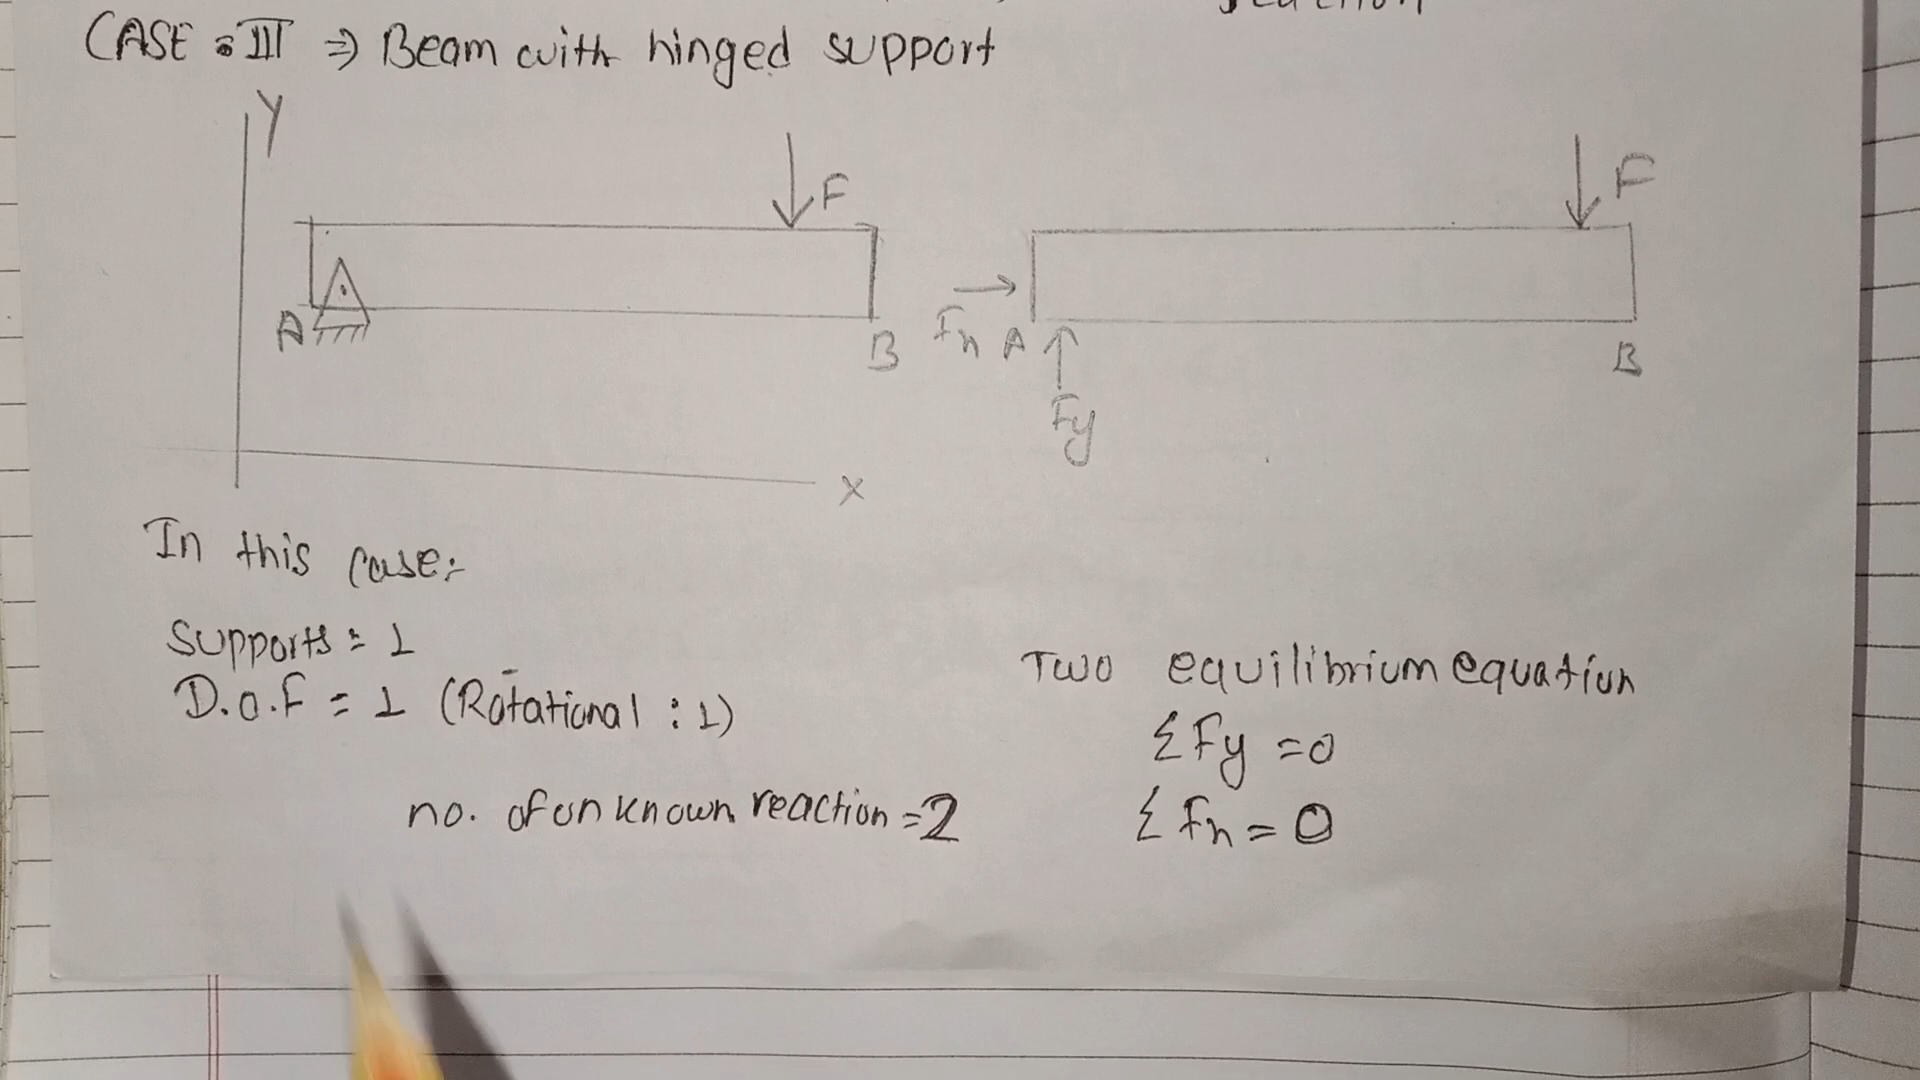 CASE : III ⇒ Beam with hinged support
Y
F
F
A
B
Fx A
B
Fy
x
In this case:-
Supports = 1
D.O.F = 1 (Rotational : 1)
Two equilibrium equation
ΣFy = 0
no. of unknown reaction = 2
ΣFx = 0